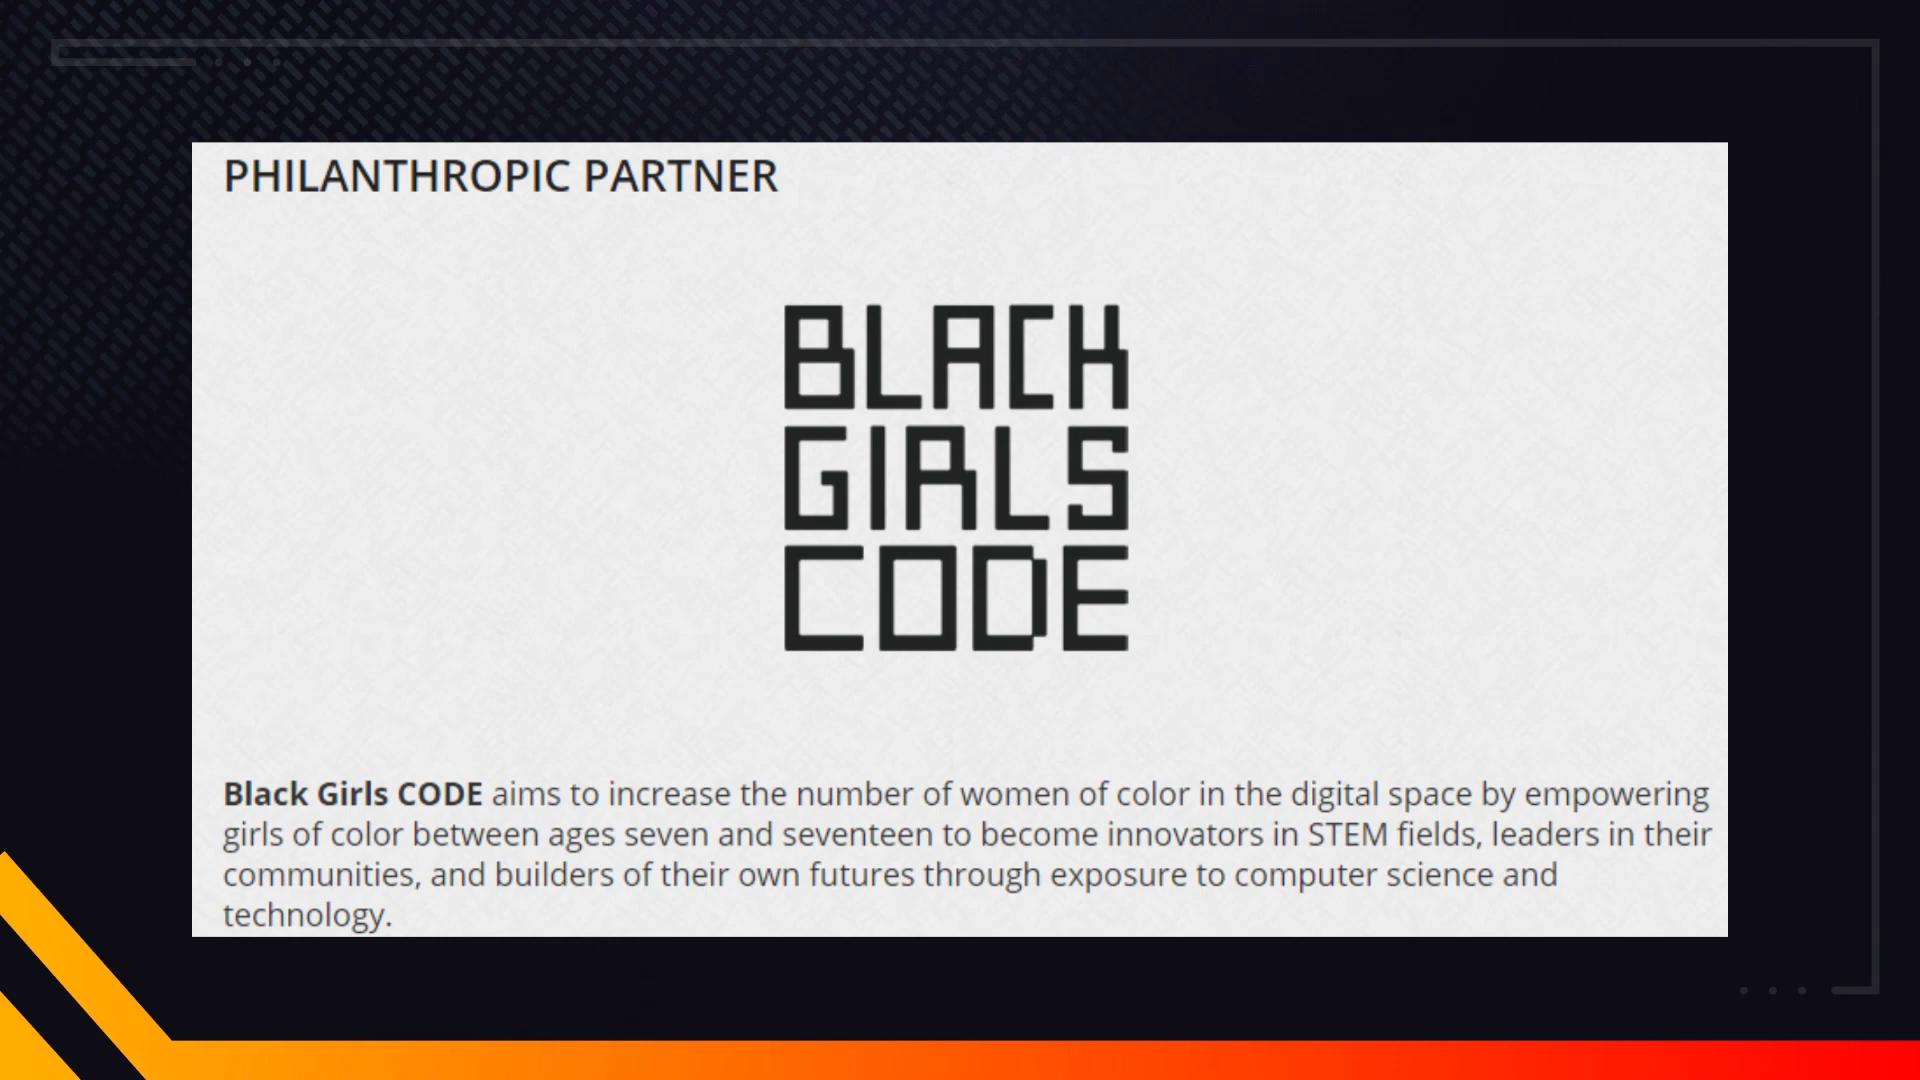 PHILANTHROPIC PARTNER
BLACK
GIRLS
CODE
Black Girls CODE aims to increase the number of women of color in the digital space by empowering
girls of color between ages seven and seventeen to become innovators in STEM fields, leaders in their
communities, and builders of their own futures through exposure to computer science and
technology.